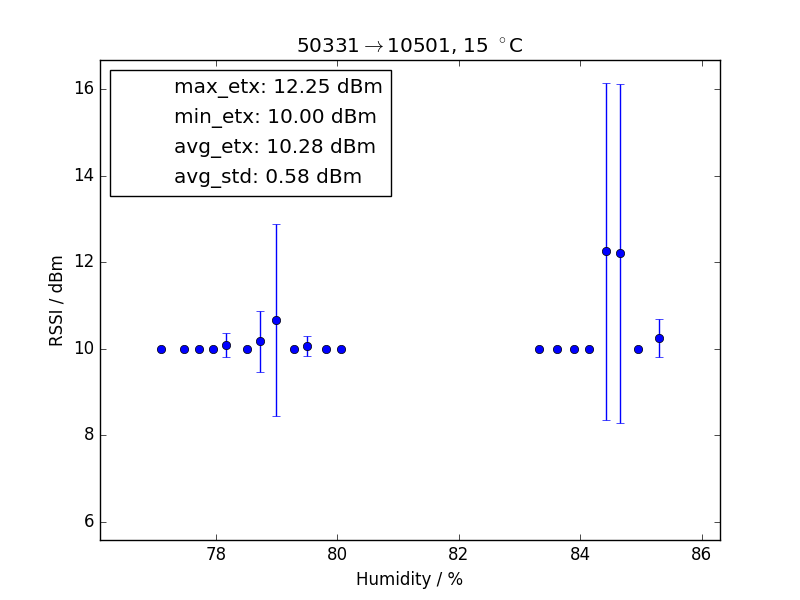 50331→10501, 15 °C
max_etx: 12.25 dBm
min_etx: 10.00 dBm
avg_etx: 10.28 dBm
avg_std: 0.58 dBm
RSSI / dBm
16
14
12
10
8
6
78 80 82 84 86
Humidity / %